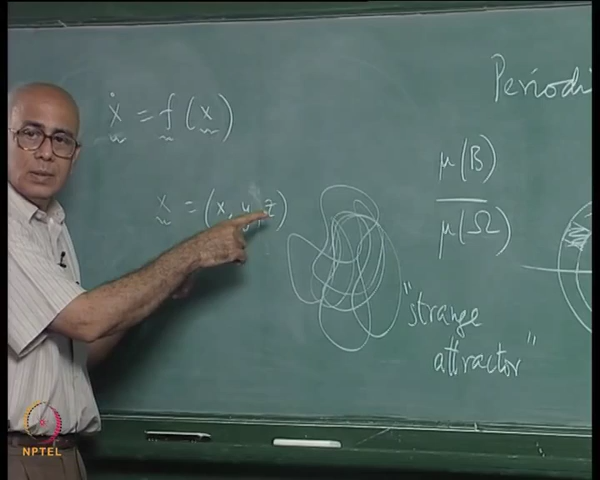 ẋ = f(x)
x = (x, y, z)
Periodi
μ(B)
μ(Ω)
"strange
attractor"
NPTEL